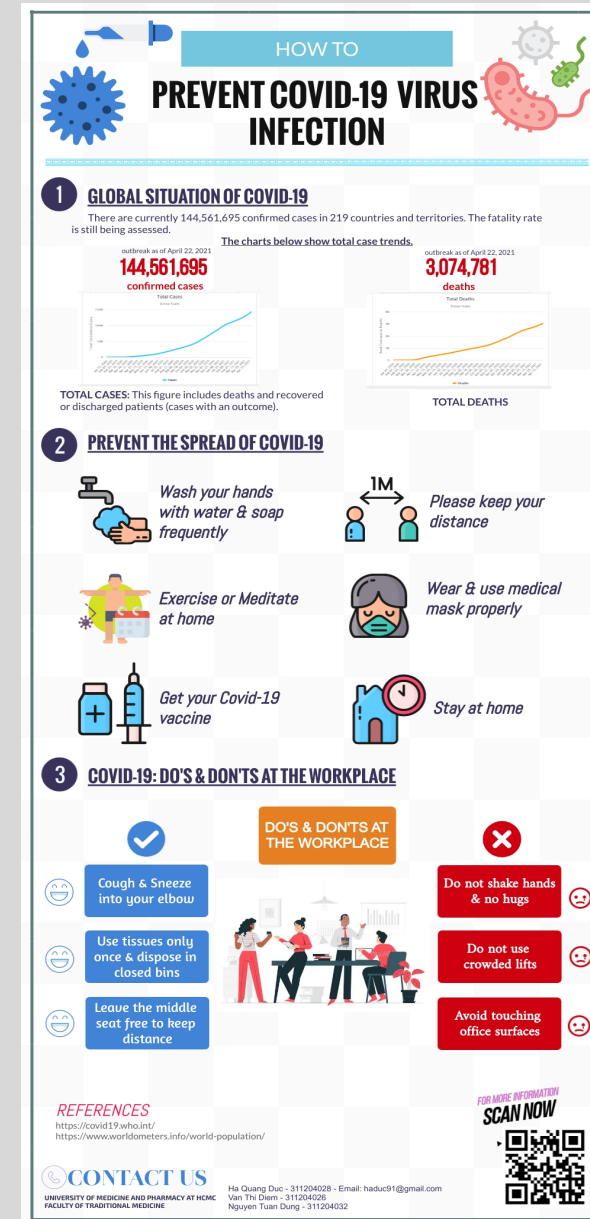 HOW TO
PREVENT COVID-19 VIRUS
INFECTION
1 GLOBAL SITUATION OF COVID-19
There are currently 144,561,695 confirmed cases in 219 countries and territories. The fatality rate
is still being assessed.
The charts below show total case trends.
outbreak as of April 22, 2021
144,561,695
confirmed cases
Total Cases
Cases
TOTAL CASES: This figure includes deaths and recovered
or discharged patients (cases with an outcome).
outbreak as of April 22, 2021
3,074,781
deaths
Total Deaths
Deaths
TOTAL DEATHS
2 PREVENT THE SPREAD OF COVID-19
Wash your hands
with water & soap
frequently
1M
Please keep your
distance
Exercise or Meditate
at home
Wear & use medical
mask properly
Get your Covid-19
vaccine
Stay at home
3 COVID-19: DO'S & DON'TS AT THE WORKPLACE
DO'S & DON'TS AT
THE WORKPLACE
Cough & Sneeze
into your elbow
Use tissues only
once & dispose in
closed bins
Leave the middle
seat free to keep
distance
Do not shake hands
& no hugs
Do not use
crowded lifts
Avoid touching
office surfaces
REFERENCES
https://covid19.who.int/
https://www.worldometers.info/world-population/
FOR MORE INFORMATION
SCAN NOW
CONTACT US
UNIVERSITY OF MEDICINE AND PHARMACY AT HCMC
FACULTY OF TRADITIONAL MEDICINE
Ha Quang Duc - 311204028 - Email: haduc91@gmail.com
Van Thi Diem - 311204026
Nguyen Tuan Dung - 311204032